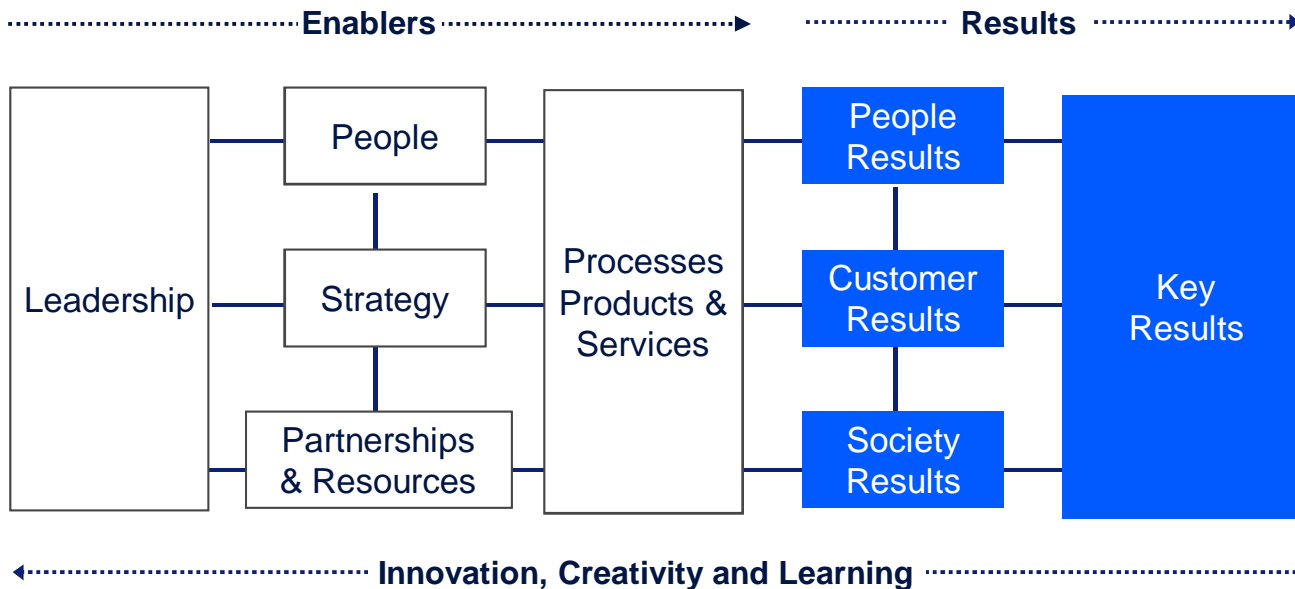 Enablers
Results
Leadership
People
Strategy
Partnerships
& Resources
Processes
Products &
Services
People
Results
Customer
Results
Society
Results
Key
Results
Innovation, Creativity and Learning